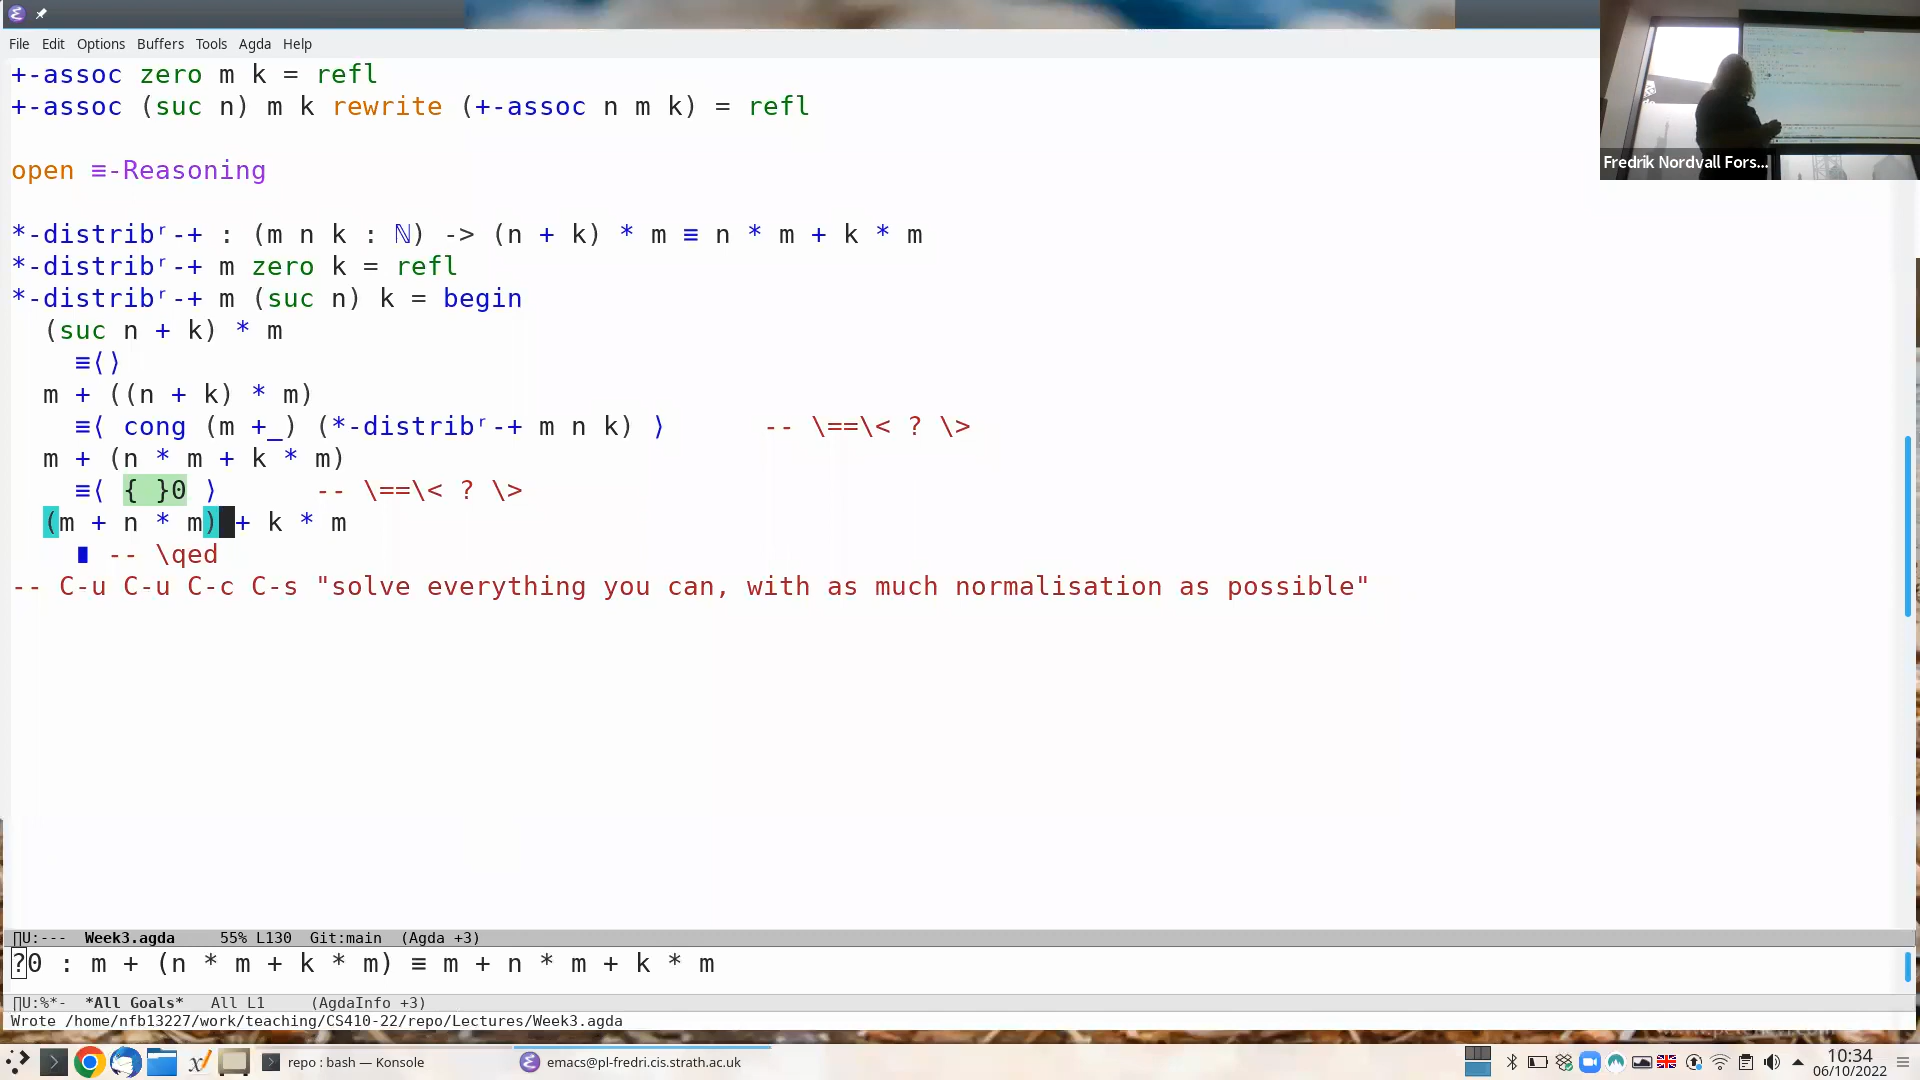 File Edit Options Buffers Tools Agda Help
+-assoc zero m k = refl
+-assoc (suc n) m k rewrite (+-assoc n m k) = refl
open ≡-Reasoning
*-distribʳ-+ : (m n k : ℕ) -> (n + k) * m ≡ n * m + k * m
*-distribʳ-+ m zero k = refl
*-distribʳ-+ m (suc n) k = begin
(suc n + k) * m
≡⟨⟩
m + ((n + k) * m)
≡⟨ cong (m +_) (*-distribʳ-+ m n k) ⟩ -- \==\< ? \>
m + (n * m + k * m)
≡⟨ { }0 ⟩ -- \==\< ? \>
(m + n * m) + k * m
∎ -- \qed
-- C-u C-u C-c C-s "solve everything you can, with as much normalisation as possible"
Fredrik Nordvall Fors...
U:--- Week3.agda 55% L130 Git:main (Agda +3)
?0 : m + (n * m + k * m) ≡ m + n * m + k * m
U:%*- *All Goals* All L1 (AgdaInfo +3)
Wrote /home/nfb13227/work/teaching/CS410-22/repo/Lectures/Week3.agda
repo : bash — Konsole
emacs@pl-fredri.cis.strath.ac.uk
10:34
06/10/2022